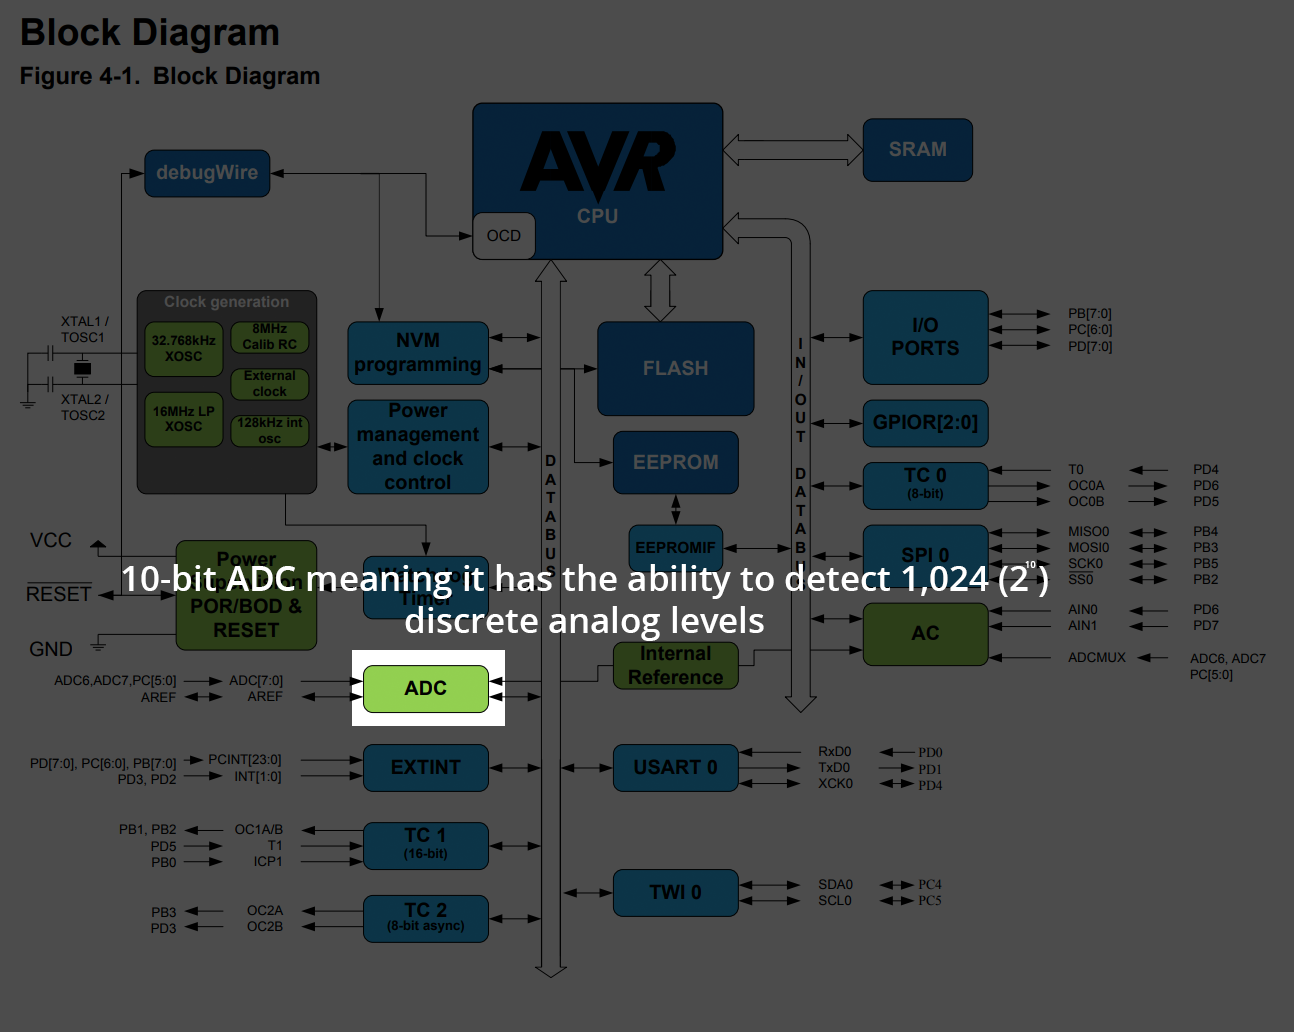 Block Diagram
Figure 4-1. Block Diagram
AVR
CPU
OCD
SRAM
debugWire
Clock generation
32.768kHz
XOSC
8MHz
Calib RC
External
clock
16MHz LP
XOSC
128kHz int
osc
XTAL1 /
TOSC1
XTAL2 /
TOSC2
NVM
programming
Power
management
and clock
control
FLASH
EEPROM
EEPROMIF
DATABUS
IN/OUT
DATAB
I/O
PORTS
PB[7:0]
PC[6:0]
PD[7:0]
GPIOR[2:0]
TC 0
(8-bit)
T0 PD4
OC0A PD6
OC0B PD5
SPI 0
MISO0 PB4
MOSI0 PB3
SCK0 PB5
SS0 PB2
VCC
RESET
GND
Power
POR/BOD &
RESET
Timer
10-bit ADC meaning it has the ability to detect 1,024 (2¹⁰)
discrete analog levels
AC
AIN0 PD6
AIN1 PD7
ADCMUX ADC6, ADC7
PC[5:0]
Internal
Reference
ADC6,ADC7,PC[5:0] ADC[7:0]
AREF AREF
ADC
PD[7:0], PC[6:0], PB[7:0] PCINT[23:0]
PD3, PD2 INT[1:0]
EXTINT
USART 0
RxD0 PD0
TxD0 PD1
XCK0 PD4
PB1, PB2 OC1A/B
PD5 T1
PB0 ICP1
TC 1
(16-bit)
TWI 0
SDA0 PC4
SCL0 PC5
PB3 OC2A
PD3 OC2B
TC 2
(8-bit async)